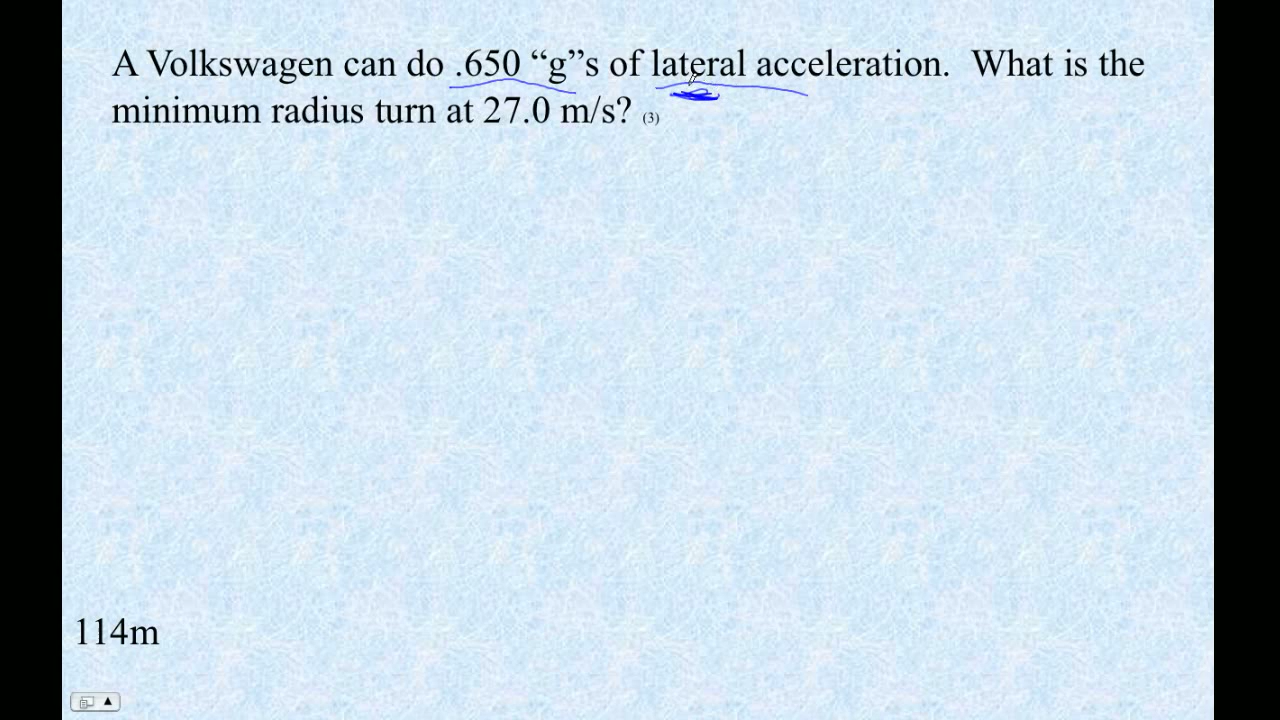 A Volkswagen can do .650 “g”s of lateral acceleration. What is the
minimum radius turn at 27.0 m/s? (3)
114m